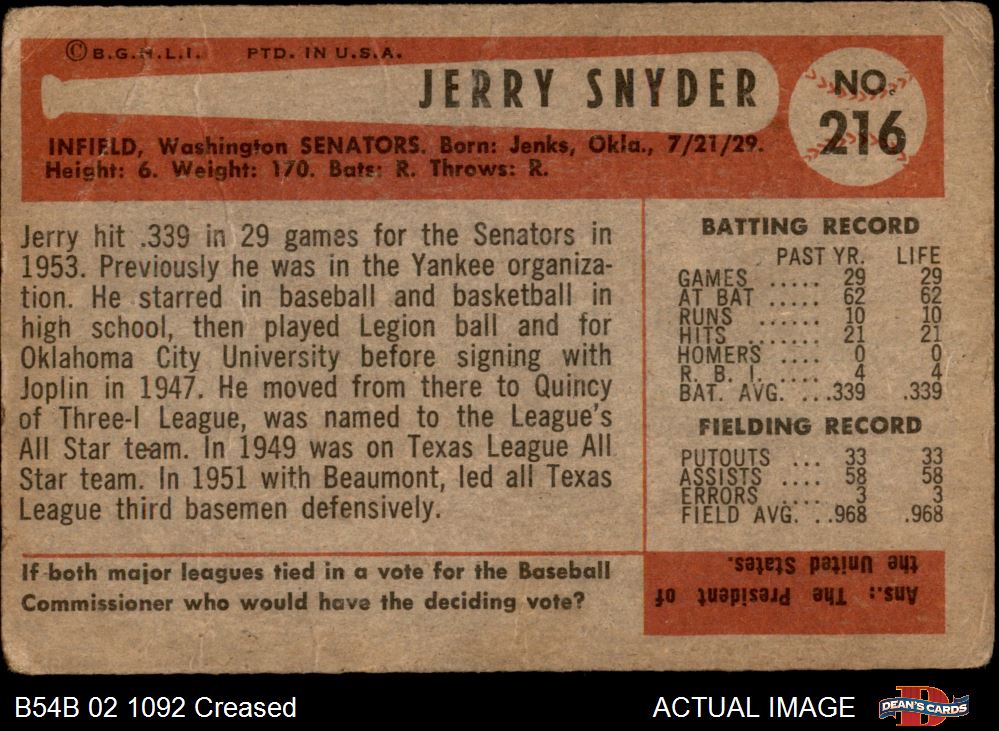 © B.G.H.L.I. PTD. IN U.S.A.
JERRY SNYDER
NO.
216
INFIELD, Washington SENATORS. Born: Jenks, Okla., 7/21/29.
Height: 6. Weight: 170. Bats: R. Throws: R.
Jerry hit .339 in 29 games for the Senators in
1953. Previously he was in the Yankee organiza-
tion. He starred in baseball and basketball in
high school, then played Legion ball and for
Oklahoma City University before signing with
Joplin in 1947. He moved from there to Quincy
of Three-I League, was named to the League's
All Star team. In 1949 was on Texas League All
Star team. In 1951 with Beaumont, led all Texas
League third basemen defensively.
BATTING RECORD
PAST YR. LIFE
GAMES ..... 29 29
AT BAT ..... 62 62
RUNS ...... 10 10
HITS ....... 21 21
HOMERS .... 0 0
R. B. I. ..... 4 4
BAT. AVG. ...339 .339
FIELDING RECORD
PUTOUTS ... 33 33
ASSISTS .... 58 58
ERRORS .... 3 3
FIELD AVG. ..968 .968
If both major leagues tied in a vote for the Baseball
Commissioner who would have the deciding vote?
Ans.: The President of
the United States.
B54B 02 1092 Creased
ACTUAL IMAGE
DEAN'S CARDS